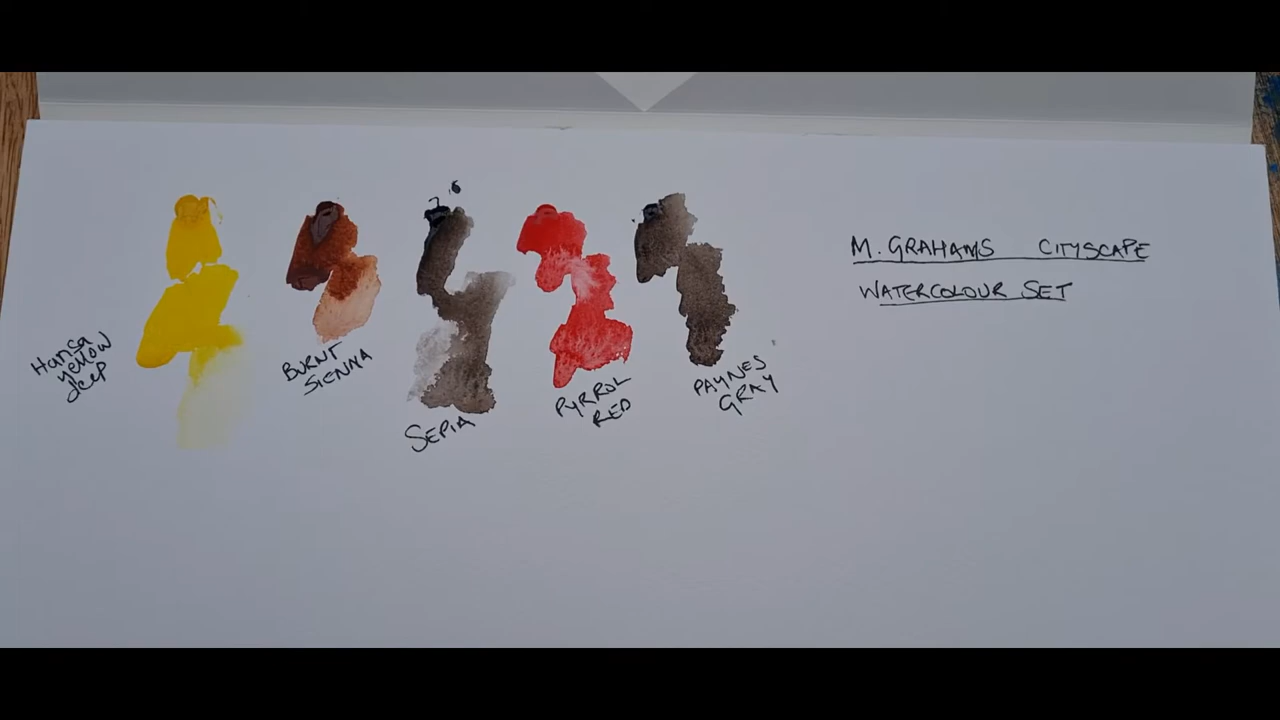 Hansa
yellow
deep
BURNT
SIENNA
SEPIA
PYRROL
RED
PAYNES
GRAY
M. GRAHAMS CITYSCAPE
WATERCOLOUR SET